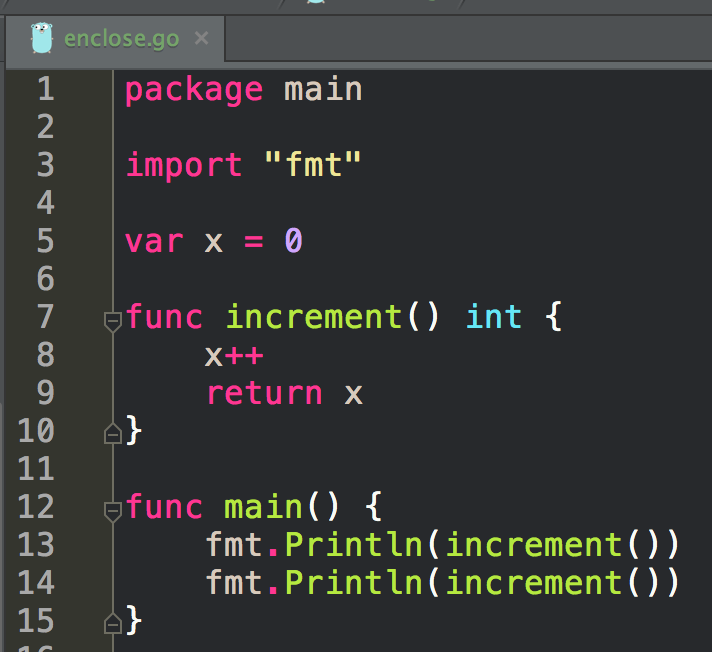 enclose.go ×
1 package main
2
3 import "fmt"
4
5 var x = 0
6
7 func increment() int {
8     x++
9     return x
10 }
11
12 func main() {
13     fmt.Println(increment())
14     fmt.Println(increment())
15 }